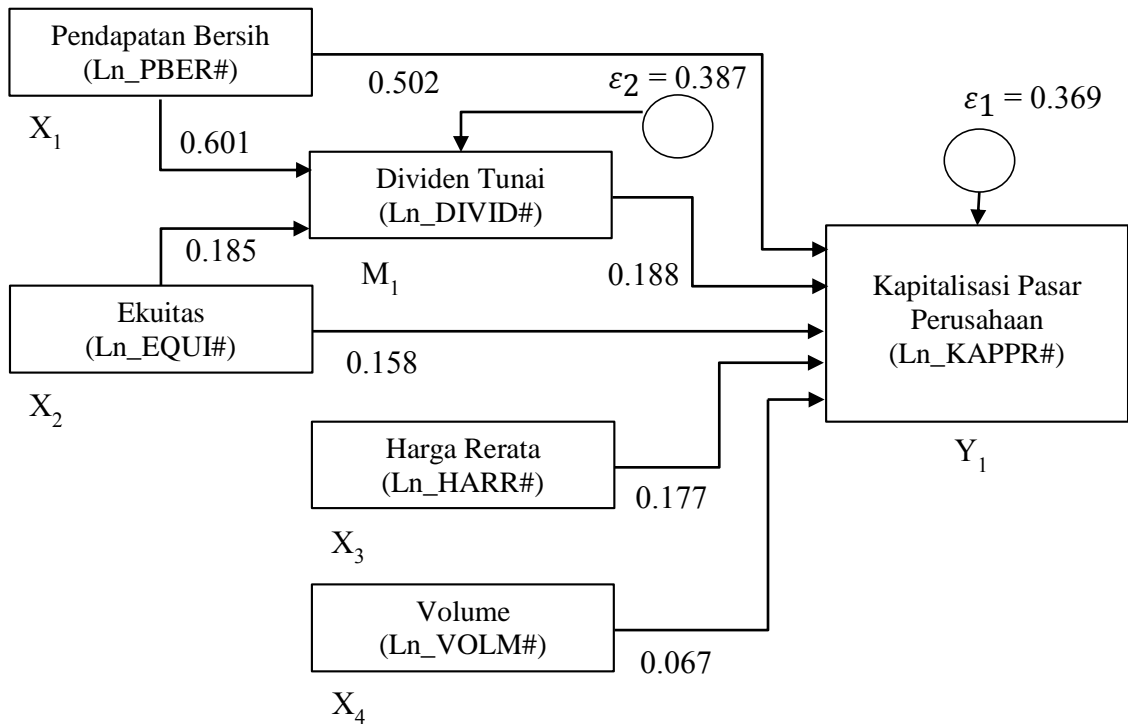 Pendapatan Bersih
(Ln_PBER#)
X1
0.502
0.601
ε2 = 0.387
ε1 = 0.369
Dividen Tunai
(Ln_DIVID#)
M1
0.185
0.188
Ekuitas
(Ln_EQUI#)
X2
0.158
Kapitalisasi Pasar
Perusahaan
(Ln_KAPPR#)
Y1
Harga Rerata
(Ln_HARR#)
X3
0.177
Volume
(Ln_VOLM#)
X4
0.067